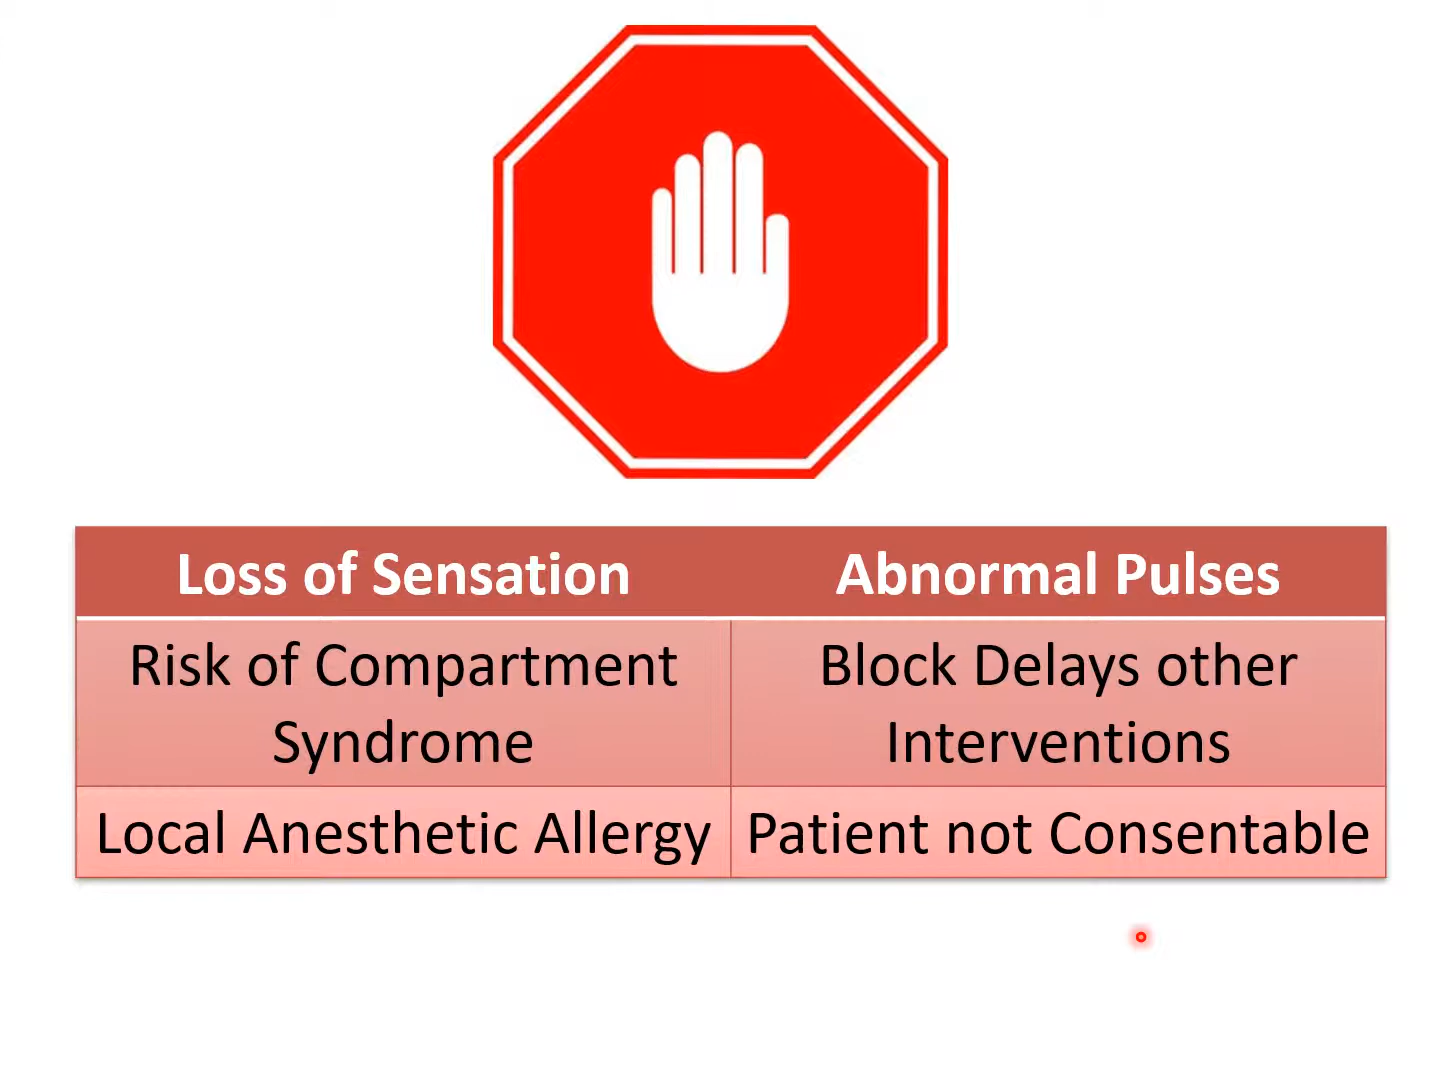 Loss of Sensation
Abnormal Pulses
Risk of Compartment
Syndrome
Block Delays other
Interventions
Local Anesthetic Allergy
Patient not Consentable